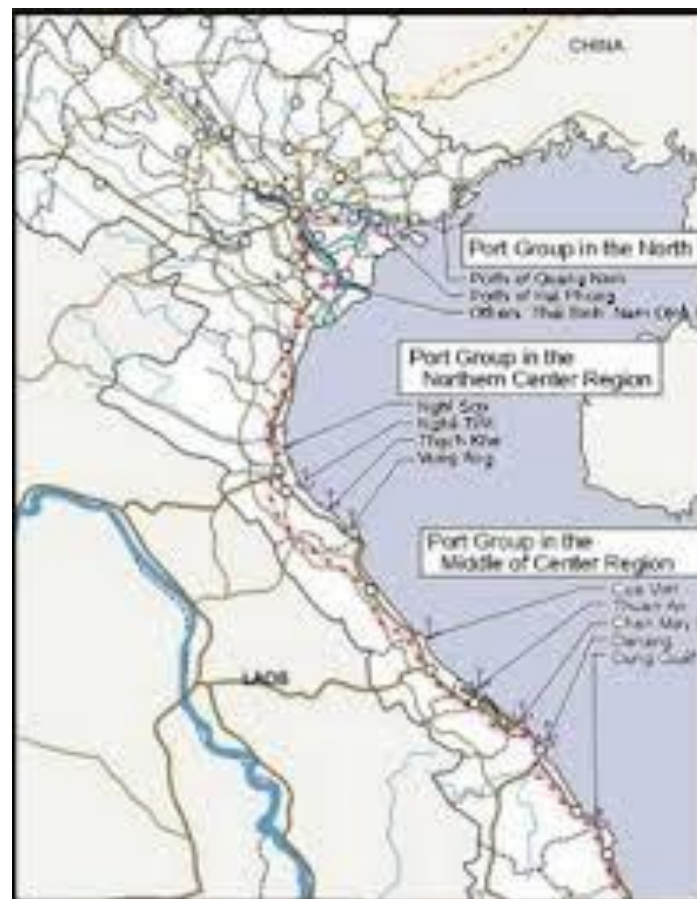 CHINA
Port Group in the North
Ports of Quang Ninh
Ports of Hai Phong
Others: Thai Binh, Nam Dinh
Port Group in the
Northern Center Region
Nghi Son
Nghe Tinh
Thach Khe
Vung Ang
Port Group in the
Middle of Center Region
Cua Viet
Thuan An
Chan May
Danang
Dung Quat
LAOS